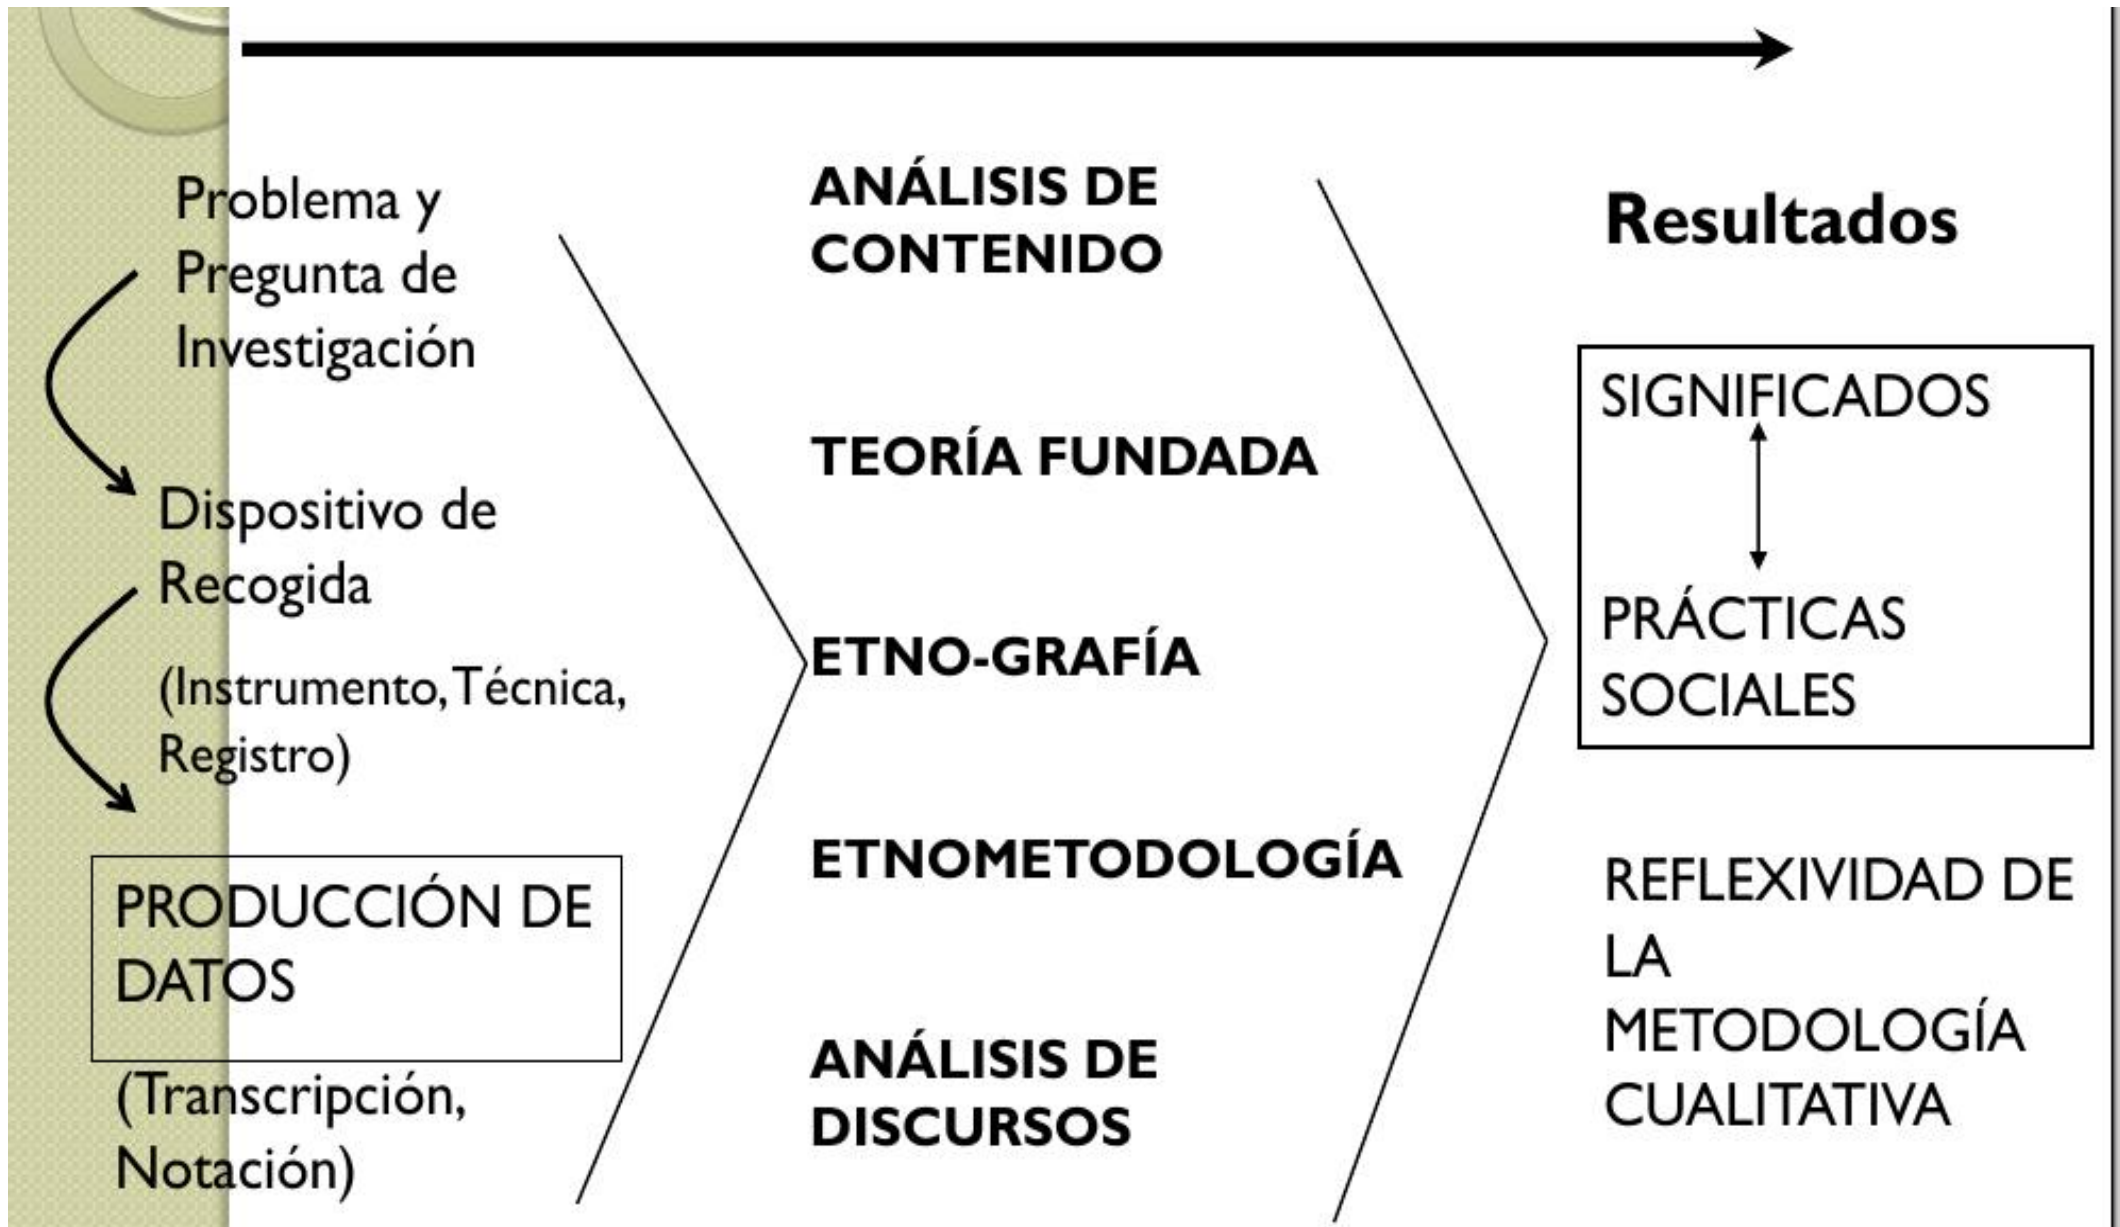 Problema y
Pregunta de
Investigación
Dispositivo de
Recogida
(Instrumento, Técnica,
Registro)
PRODUCCIÓN DE
DATOS
(Transcripción,
Notación)
ANÁLISIS DE
CONTENIDO
TEORÍA FUNDADA
ETNO-GRAFÍA
ETNOMETODOLOGÍA
ANÁLISIS DE
DISCURSOS
Resultados
SIGNIFICADOS
PRÁCTICAS
SOCIALES
REFLEXIVIDAD DE
LA
METODOLOGÍA
CUALITATIVA